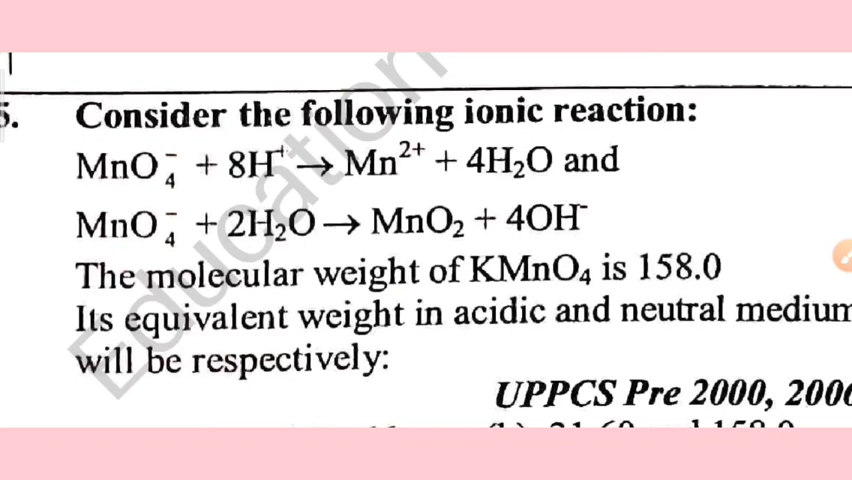 5. Consider the following ionic reaction:
MnO₄⁻ + 8H⁺ → Mn²⁺ + 4H₂O and
MnO₄⁻ + 2H₂O → MnO₂ + 4OH⁻
The molecular weight of KMnO₄ is 158.0
Its equivalent weight in acidic and neutral medium
will be respectively:
UPPCS Pre 2000, 2006
Education